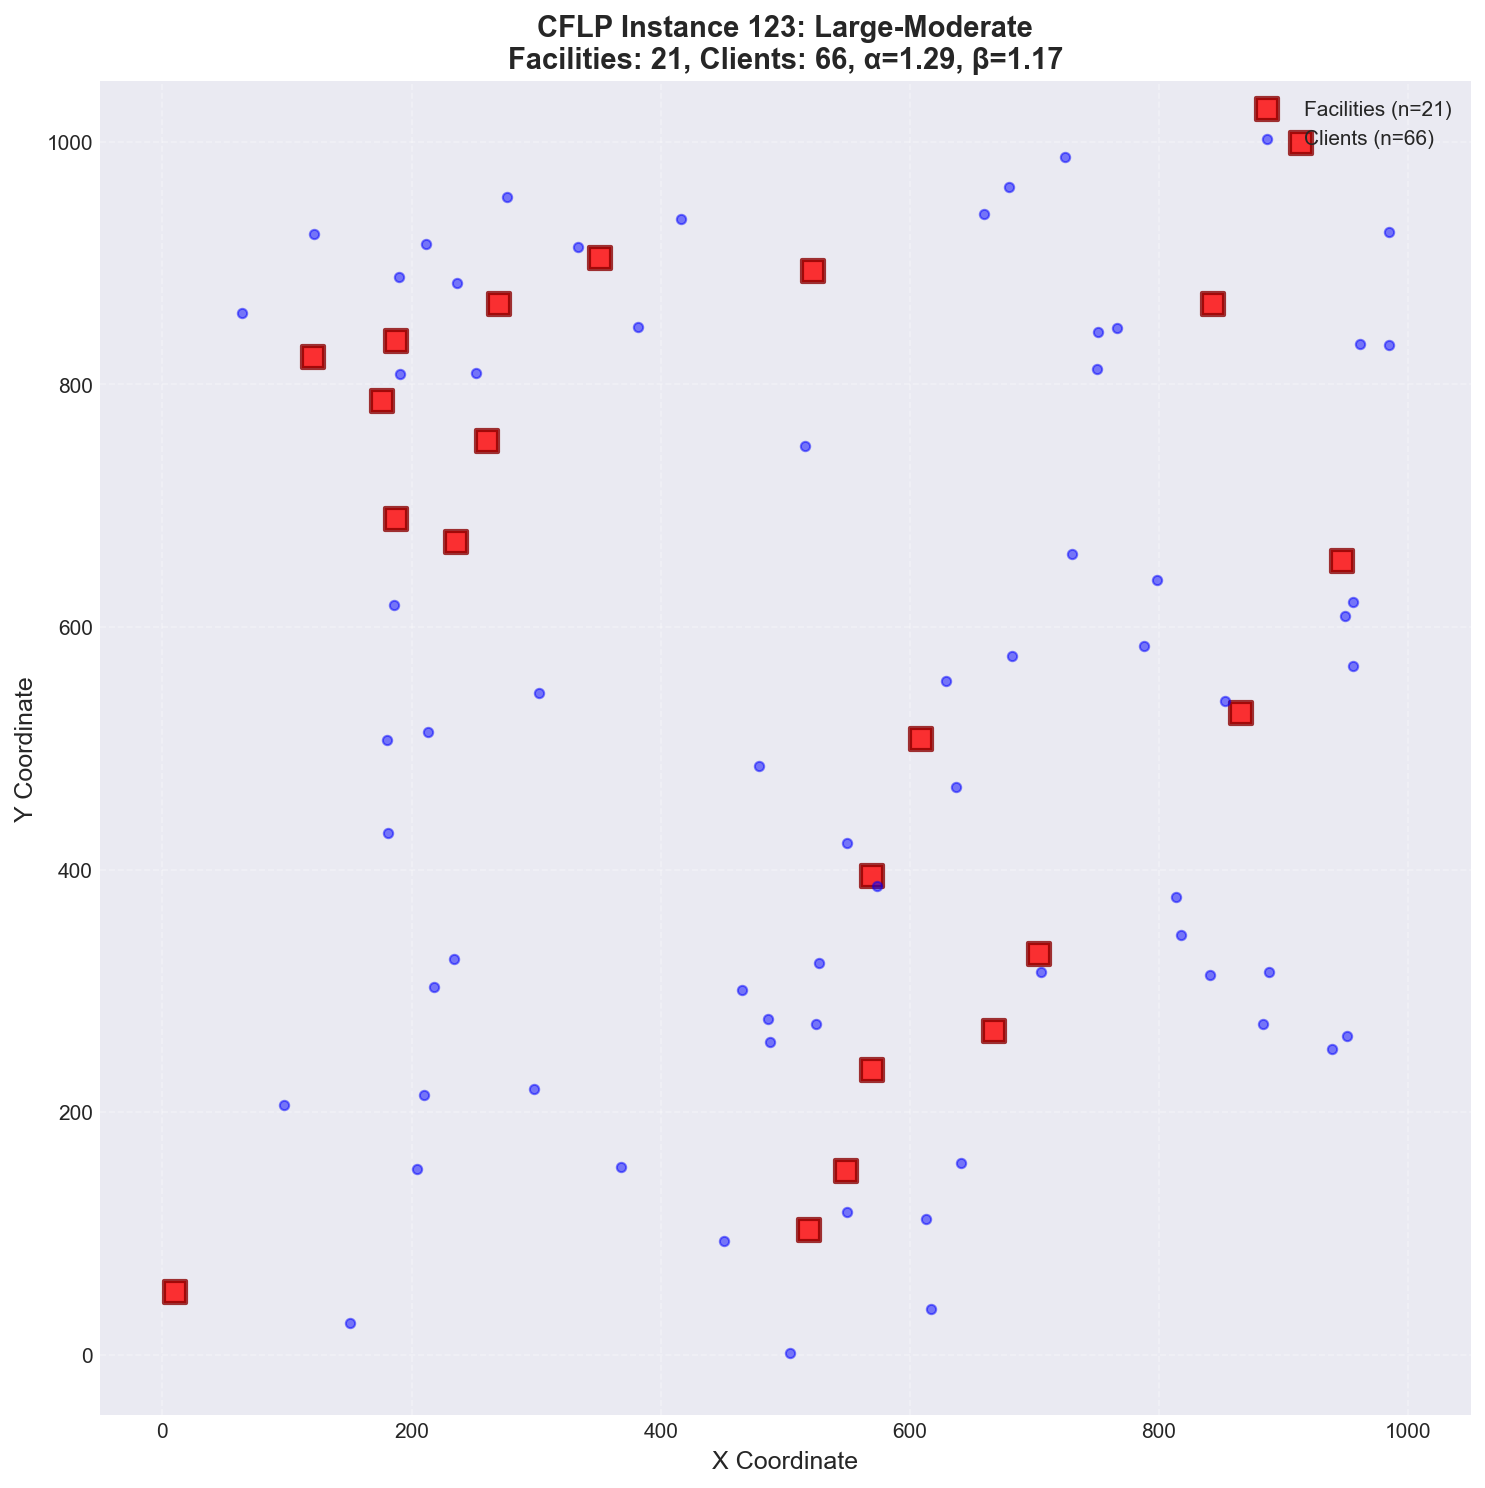 CFLP Instance 123: Large-Moderate
Facilities: 21, Clients: 66, α=1.29, β=1.17
Facilities (n=21)
Clients (n=66)
Y Coordinate
1000
800
600
400
200
0
0 200 400 600 800 1000
X Coordinate